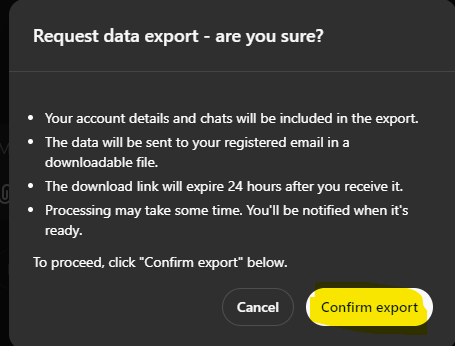 Request data export - are you sure?
Your account details and chats will be included in the export.
The data will be sent to your registered email in a
downloadable file.
The download link will expire 24 hours after you receive it.
Processing may take some time. You'll be notified when it's
ready.
To proceed, click "Confirm export" below.
Cancel
Confirm export